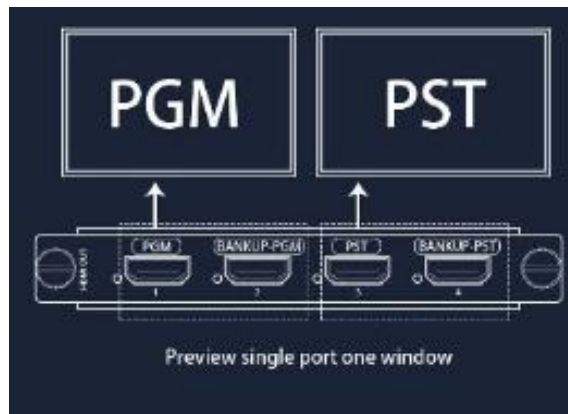 PGM PST
PGM BANKUP-PGM PST BANKUP-PST
1 2 3 4
Preview single port one window